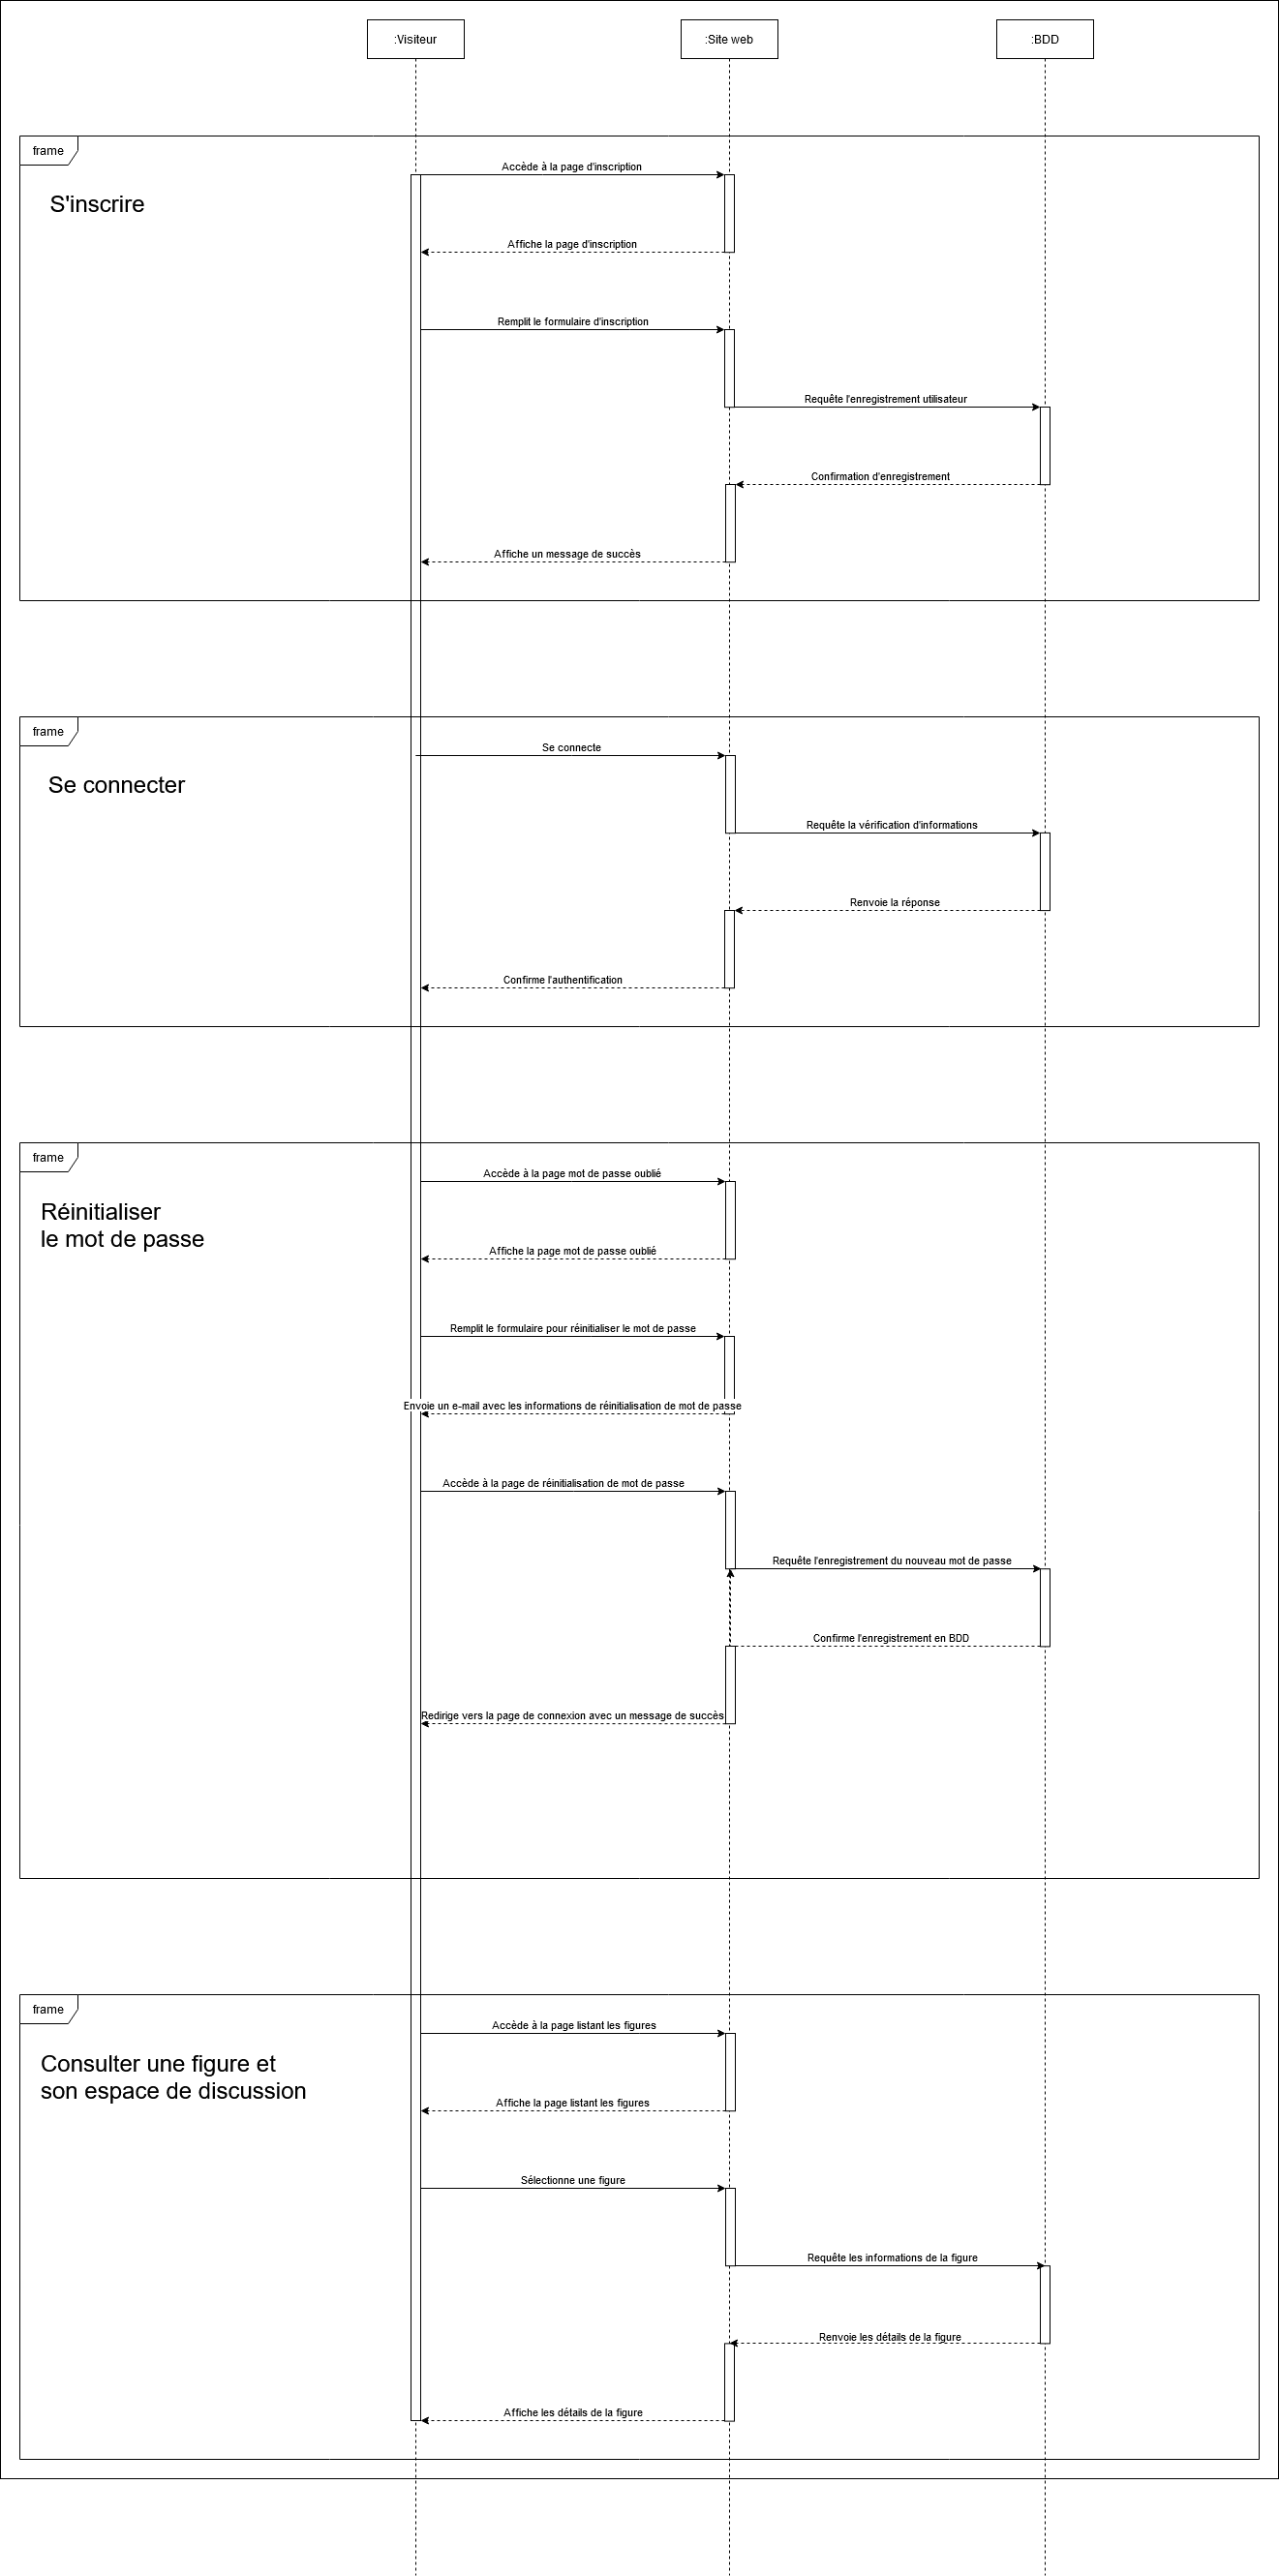 :Visiteur
:Site web
:BDD
frame
Accède à la page d'inscription
S'inscrire
Affiche la page d'inscription
Remplit le formulaire d'inscription
Requête l'enregistrement utilisateur
Confirmation d'enregistrement
Affiche un message de succès
frame
Se connecte
Se connecter
Requête la vérification d'informations
Renvoie la réponse
Confirme l'authentification
frame
Accède à la page mot de passe oublié
Réinitialiser
le mot de passe
Affiche la page mot de passe oublié
Remplit le formulaire pour réinitialiser le mot de passe
Envoie un e-mail avec les informations de réinitialisation de mot de passe
Accède à la page de réinitialisation de mot de passe
Requête l'enregistrement du nouveau mot de passe
Confirme l'enregistrement en BDD
Redirige vers la page de connexion avec un message de succès
frame
Accède à la page listant les figures
Consulter une figure et
son espace de discussion
Affiche la page listant les figures
Sélectionne une figure
Requête les informations de la figure
Renvoie les détails de la figure
Affiche les détails de la figure